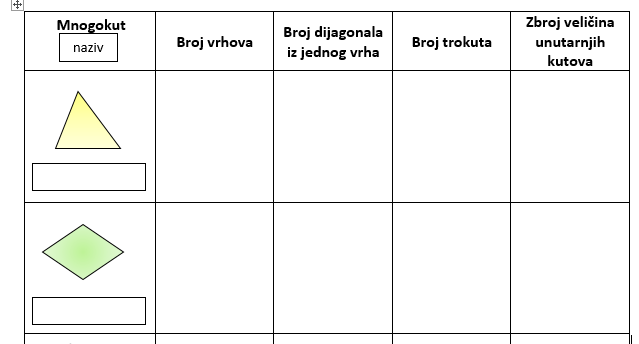 Mnogokut
naziv
Broj vrhova
Broj dijagonala
iz jednog vrha
Broj trokuta
Zbroj veličina
unutarnjih
kutova